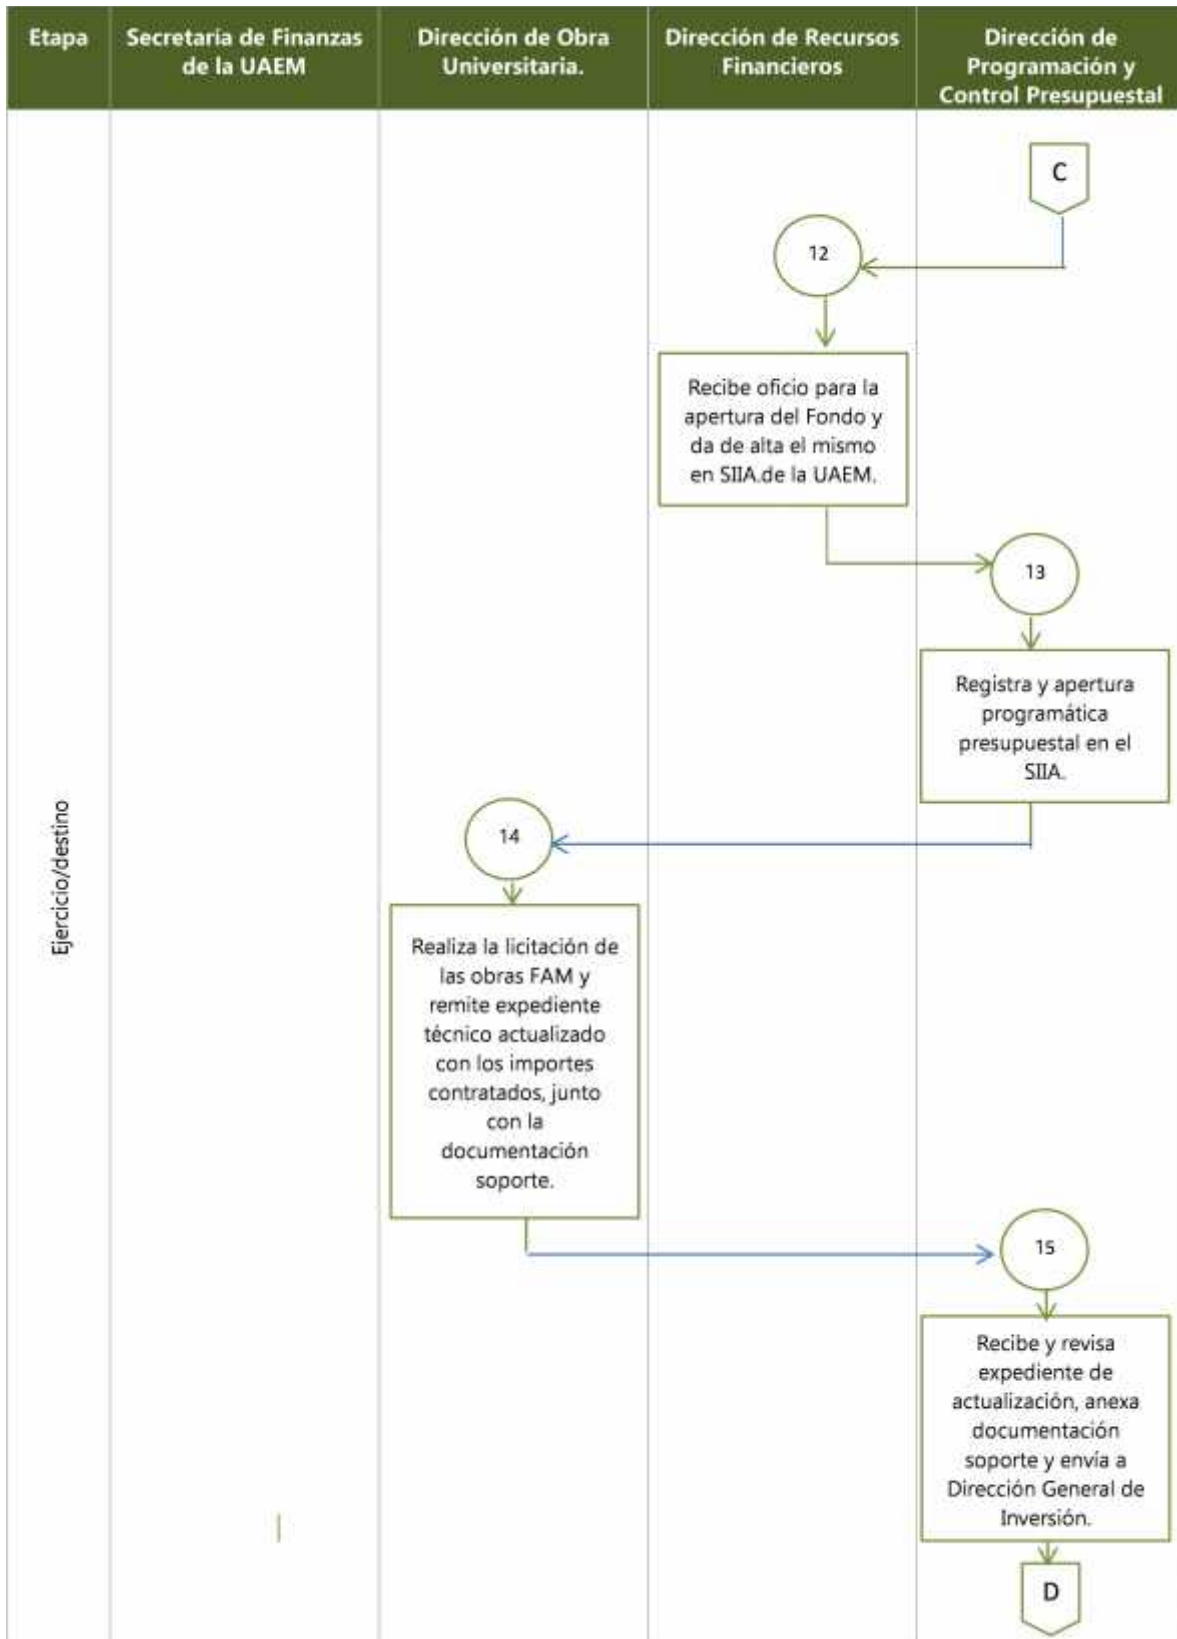 Etapa
Secretaría de Finanzas
de la UAEM
Dirección de Obra
Universitaria.
Dirección de Recursos
Financieros
Dirección de
Programación y
Control Presupuestal
Ejercicio/destino
C
12
Recibe oficio para la
apertura del Fondo y
da de alta el mismo
en SIIA.de la UAEM.
13
Registra y apertura
programática
presupuestal en el
SIIA.
14
Realiza la licitación de
las obras FAM y
remite expediente
técnico actualizado
con los importes
contratados, junto
con la
documentación
soporte.
15
Recibe y revisa
expediente de
actualización, anexa
documentación
soporte y envía a
Dirección General de
Inversión.
D